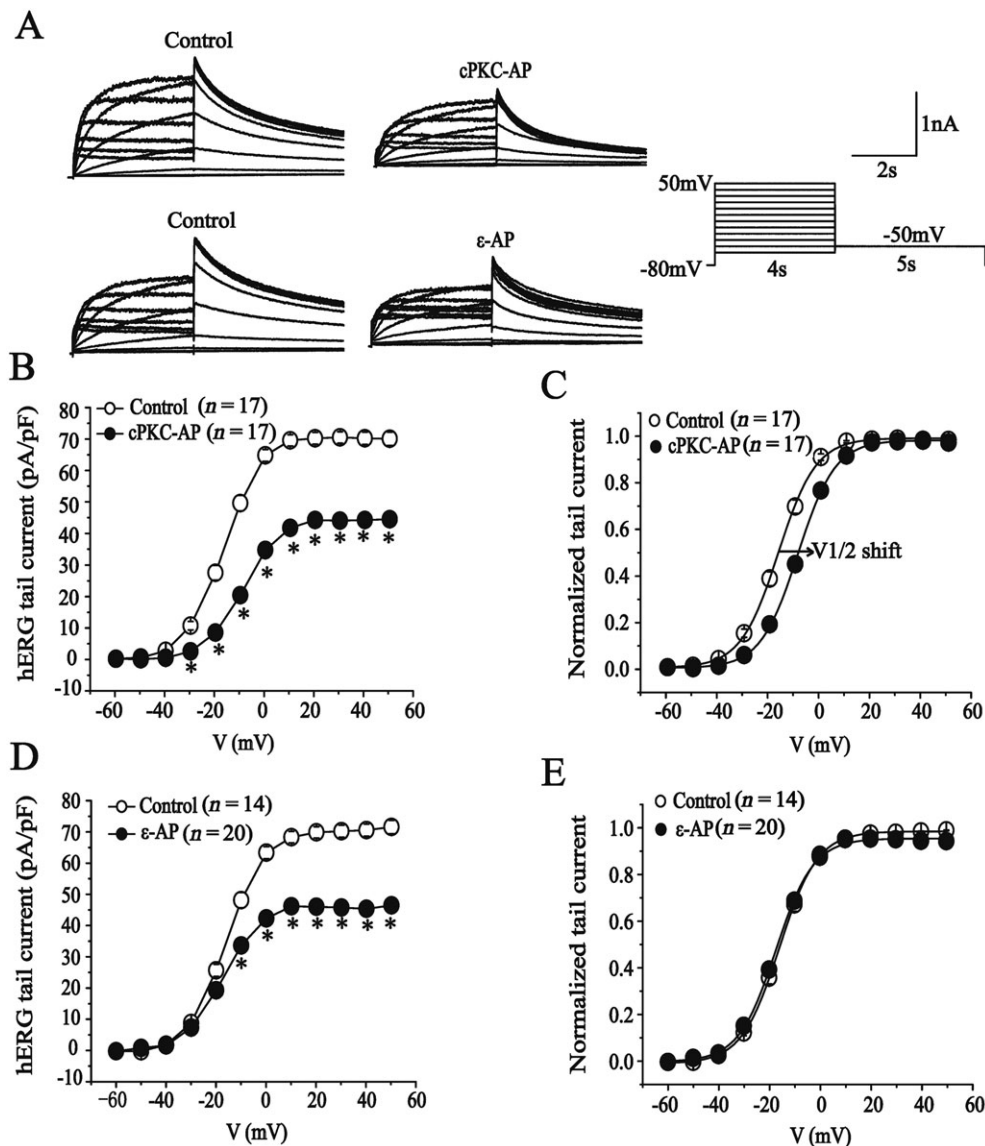 A
Control
cPKC-AP
1nA
2s
50mV
-80mV
4s
-50mV
5s
Control
ε-AP
B
Control (n = 17)
cPKC-AP (n = 17)
hERG tail current (pA/pF)
80
70
60
50
40
30
20
10
0
-10
* * * * * * * * *
-60 -40 -20 0 20 40 60
V (mV)
C
Control (n = 17)
cPKC-AP (n = 17)
V1/2 shift
Normalized tail current
1.0
0.8
0.6
0.4
0.2
0.0
-60 -40 -20 0 20 40 60
V (mV)
D
Control (n = 14)
ε-AP (n = 20)
hERG tail current (pA/pF)
80
70
60
50
40
30
20
10
0
-10
* * * * * * *
-60 -40 -20 0 20 40 60
V (mV)
E
Control (n = 14)
ε-AP (n = 20)
Normalized tail current
1.0
0.8
0.6
0.4
0.2
0.0
-60 -40 -20 0 20 40 60
V (mV)